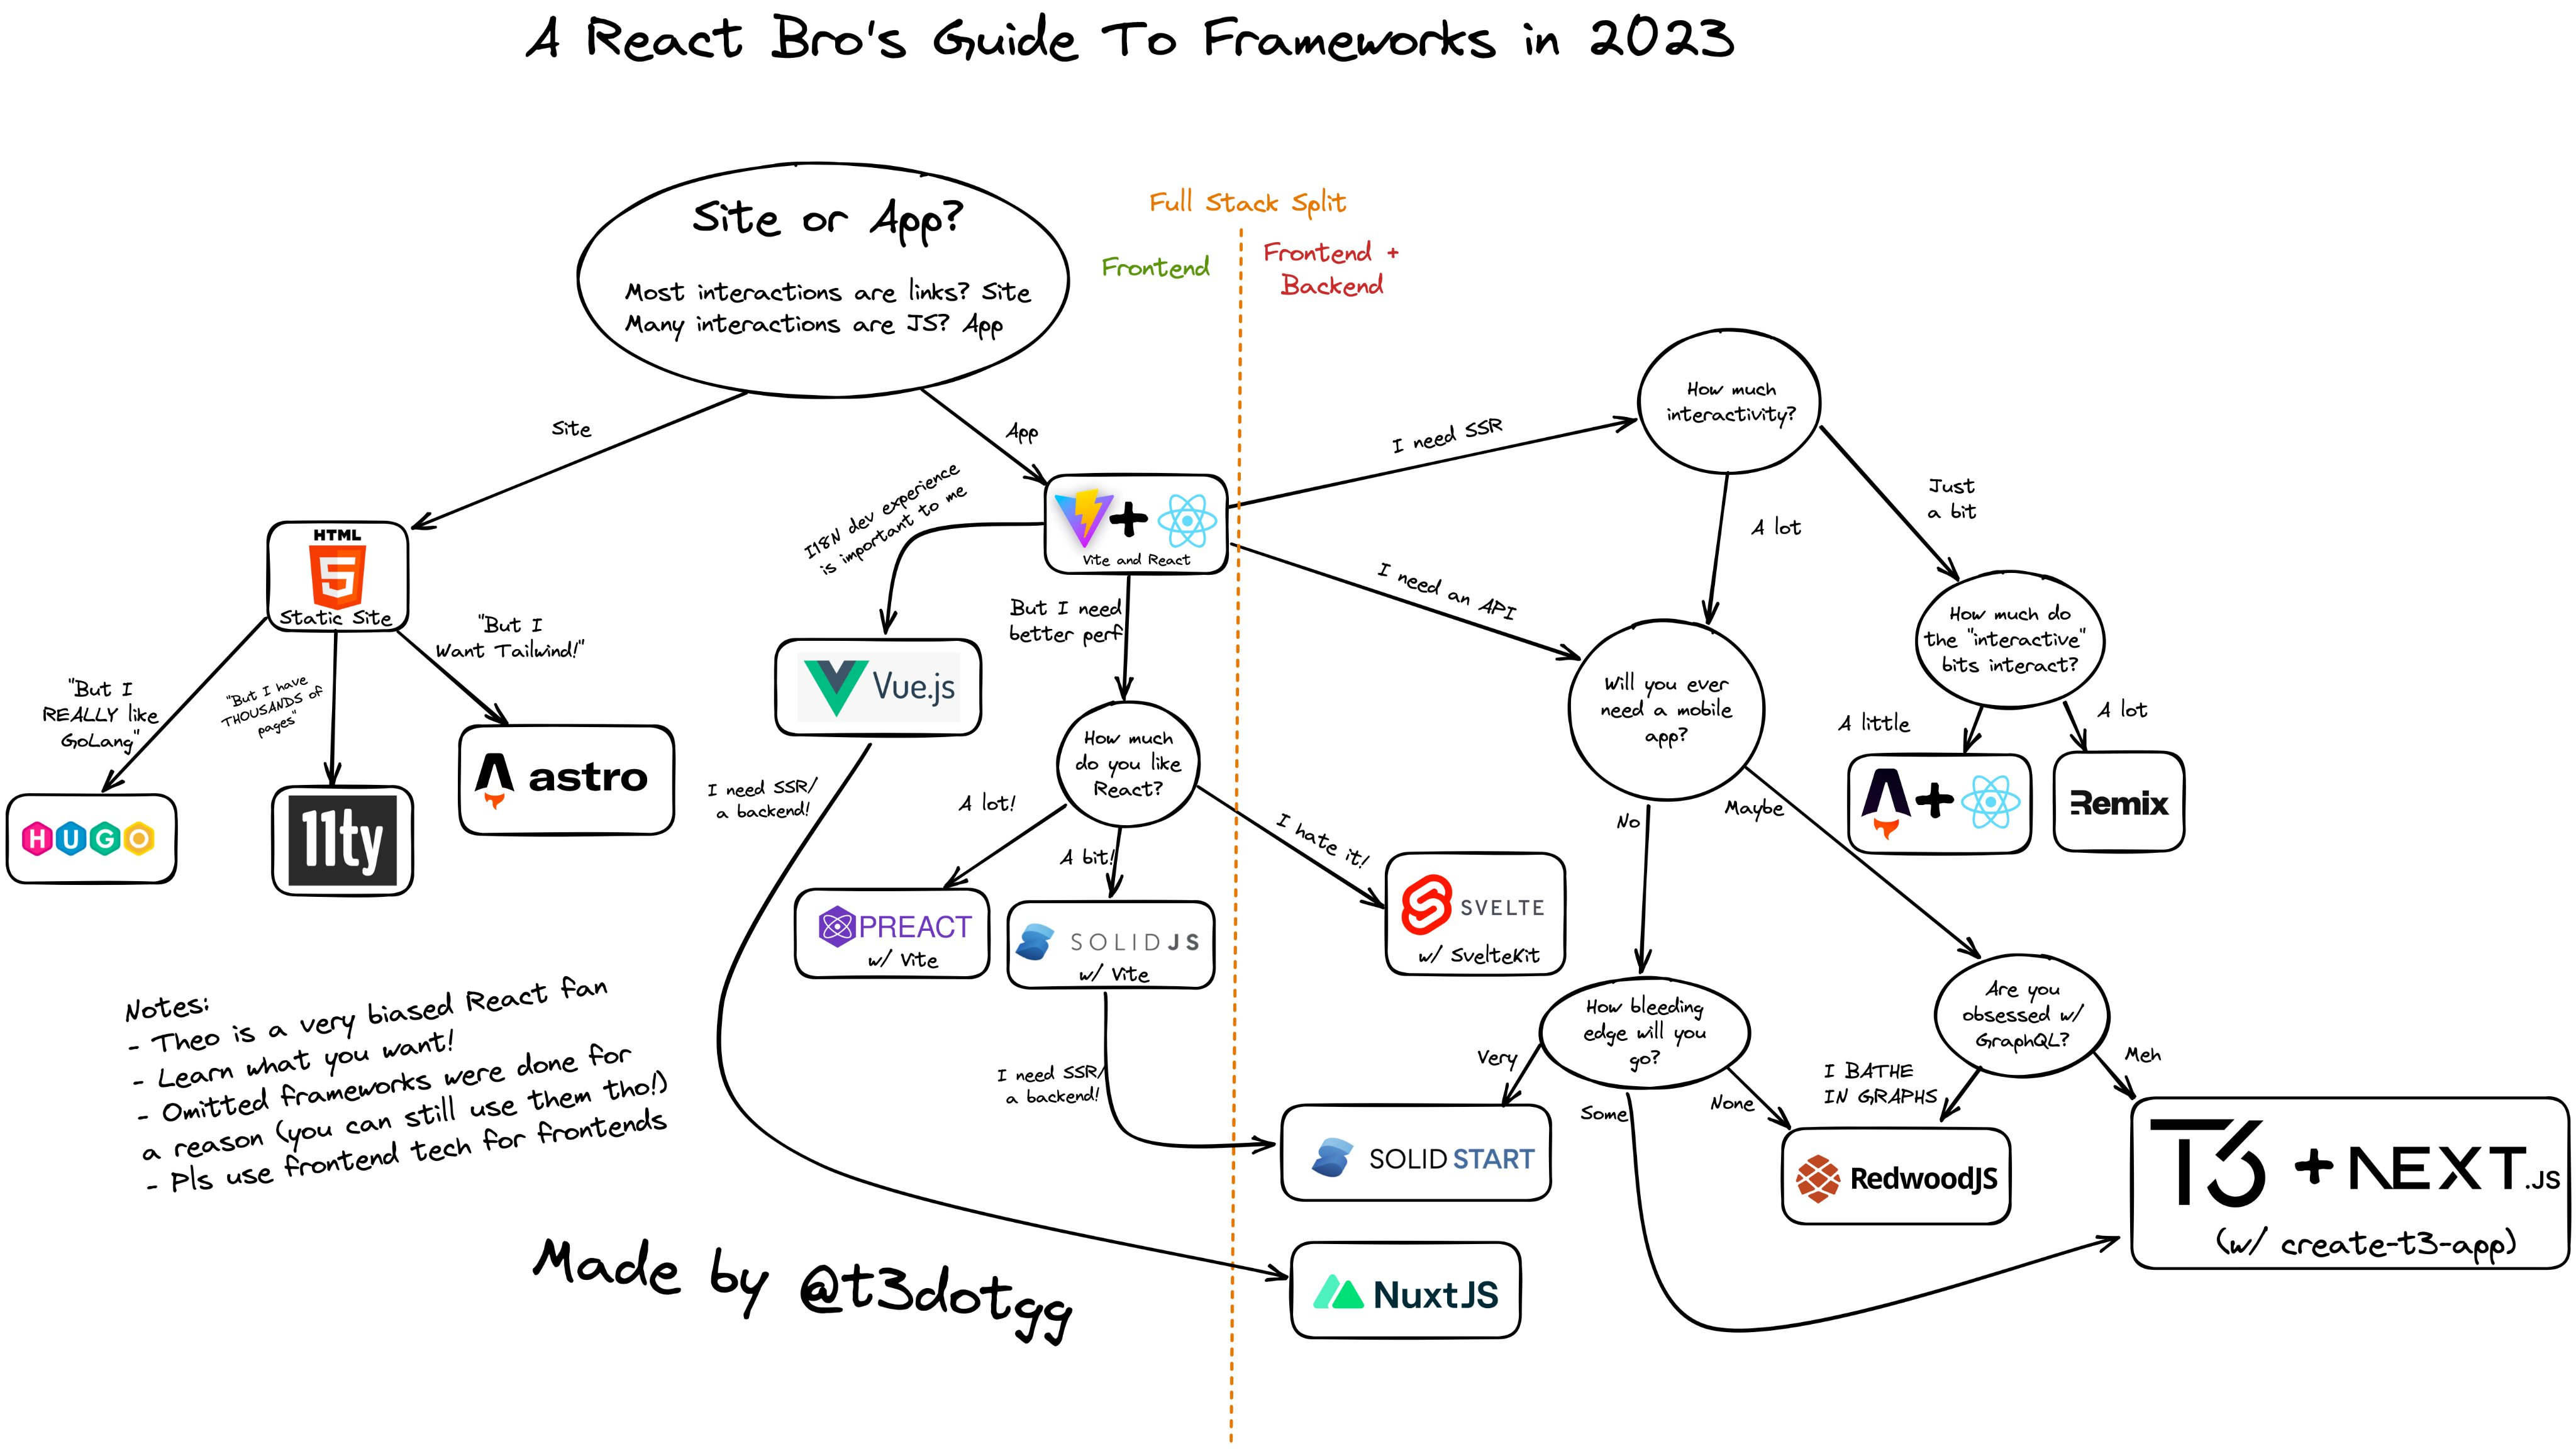 A React Bro's Guide To Frameworks in 2023
Site or App?
Most interactions are links? Site
Many interactions are JS? App
Full Stack Split
Frontend
Frontend +
Backend
Site
App
HTML
5
Static Site
"But I
REALLY like
GoLang"
"But I have
THOUSANDS of
pages"
"But I
Want Tailwind!"
HUGO
11ty
astro
Vite and React
I18N dev experience
is important to me
Vue.js
But I need
better perf
How much
do you like
React?
A lot!
A bit!
I hate it!
PREACT
w/ Vite
SOLIDJS
w/ Vite
SVELTE
w/ SvelteKit
I need SSR/
a backend!
I need SSR/
a backend!
I need SSR
I need an API
How much
interactivity?
A lot
Just
a bit
How much do
the "interactive"
bits interact?
A little
A lot
Remix
Will you ever
need a mobile
app?
No
Maybe
How bleeding
edge will you
go?
Very
Some
None
Are you
obsessed w/
GraphQL?
I BATHE
IN GRAPHS
Meh
SOLID START
RedwoodJS
T3 + NEXT.JS
(w/ create-t3-app)
NuxtJS
Notes:
- Theo is a very biased React fan
- Learn what you want!
- Omitted frameworks were done for
a reason (you can still use them tho!)
- Pls use frontend tech for frontends
Made by @t3dotgg